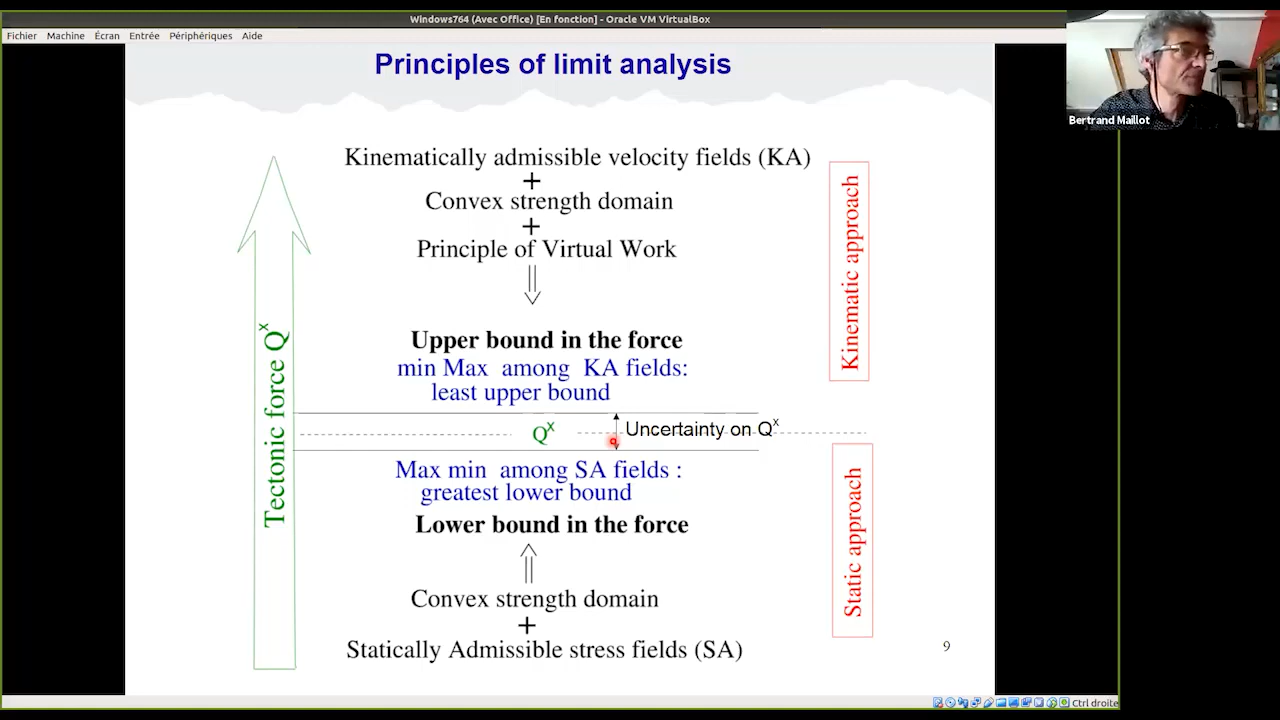 Windows764 (Avec Office) [En fonction] - Oracle VM VirtualBox
Fichier Machine Écran Entrée Périphériques Aide
Principles of limit analysis
Bertrand Maillot
Kinematically admissible velocity fields (KA)
+
Convex strength domain
+
Principle of Virtual Work
Kinematic approach
Upper bound in the force
min Max among KA fields:
least upper bound
Tectonic force Qx
Qx
Uncertainty on Qx
Max min among SA fields :
greatest lower bound
Lower bound in the force
Static approach
Convex strength domain
+
Statically Admissible stress fields (SA)
9
Ctrl droite